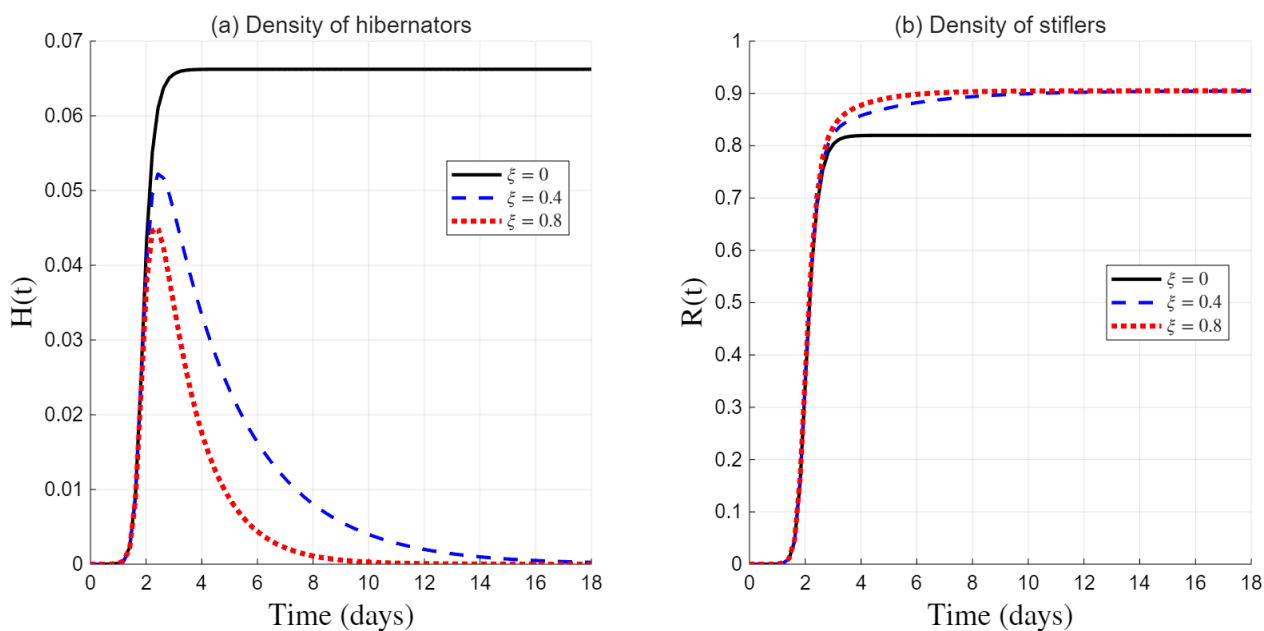 (a) Density of hibernators
0.07
0.06
0.05
0.04
0.03
0.02
0.01
0
H(t)
ξ = 0
ξ = 0.4
ξ = 0.8
0 2 4 6 8 10 12 14 16 18
Time (days)
(b) Density of stiflers
1
0.9
0.8
0.7
0.6
0.5
0.4
0.3
0.2
0.1
0
R(t)
ξ = 0
ξ = 0.4
ξ = 0.8
0 2 4 6 8 10 12 14 16 18
Time (days)